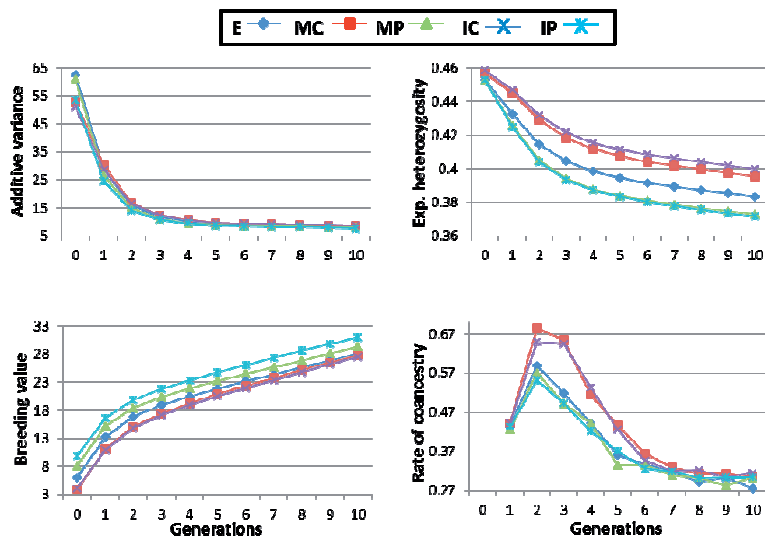 E MC MP IC IP
Additive variance
65
55
45
35
25
15
5
0 1 2 3 4 5 6 7 8 9 10
Exp. heterozygosity
0.46
0.44
0.42
0.4
0.38
0.36
0 1 2 3 4 5 6 7 8 9 10
Breeding value
33
28
23
18
13
8
3
0 1 2 3 4 5 6 7 8 9 10
Generations
Rate of coancestry
0.67
0.57
0.47
0.37
0.27
0 1 2 3 4 5 6 7 8 9 10
Generations